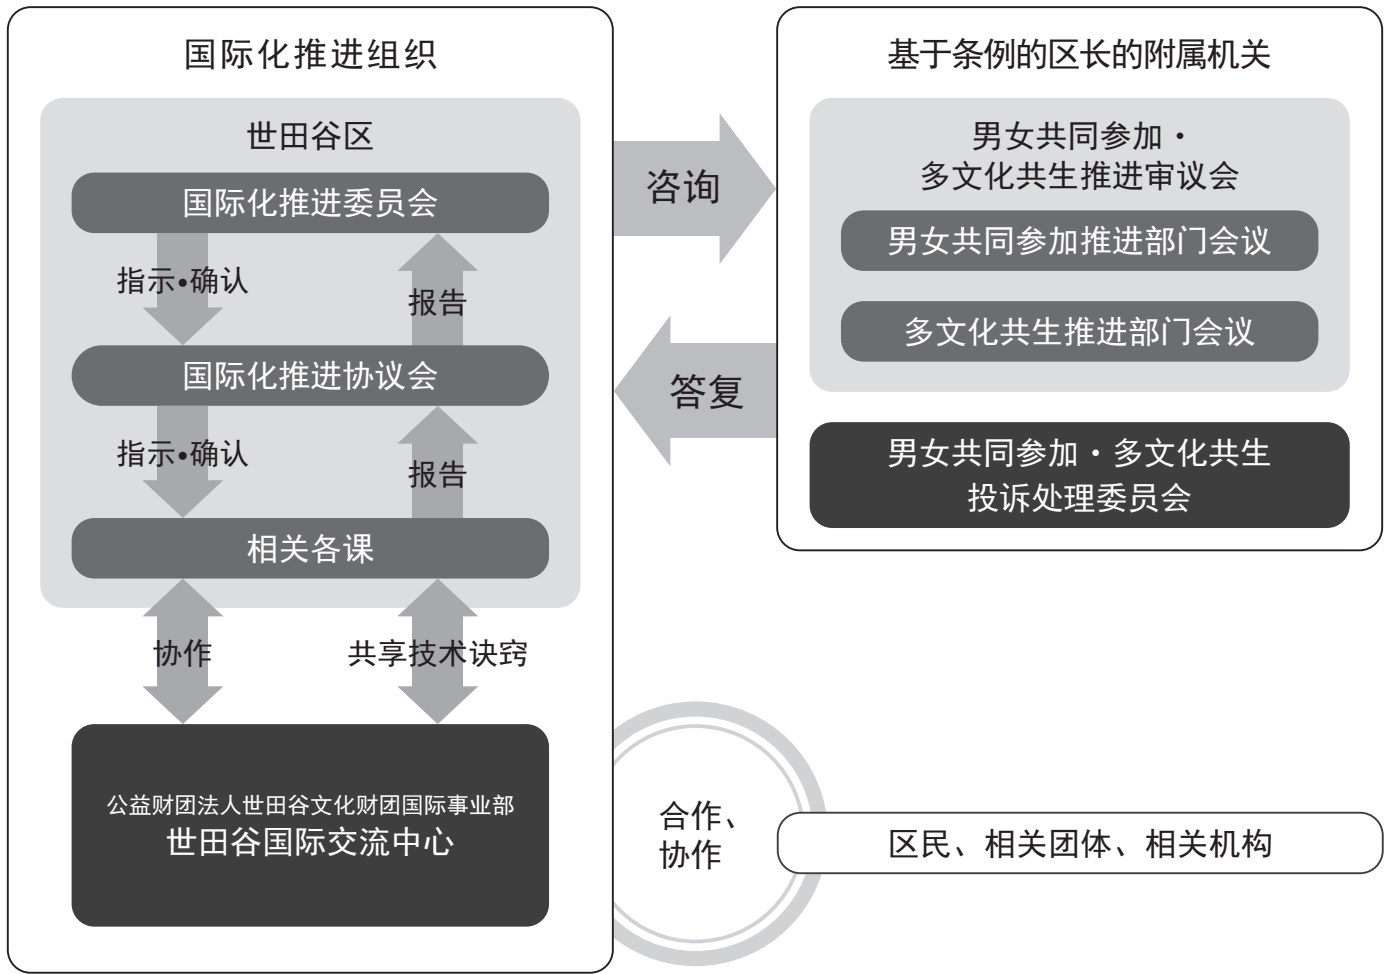 国际化推进组织
世田谷区
国际化推进委员会
指示•确认
报告
国际化推进协议会
指示•确认
报告
相关各课
协作
共享技术诀窍
公益财团法人世田谷文化财团国际事业部
世田谷国际交流中心
咨询
答复
基于条例的区长的附属机关
男女共同参加・
多文化共生推进审议会
男女共同参加推进部门会议
多文化共生推进部门会议
男女共同参加・多文化共生
投诉处理委员会
合作、
协作
区民、相关团体、相关机构